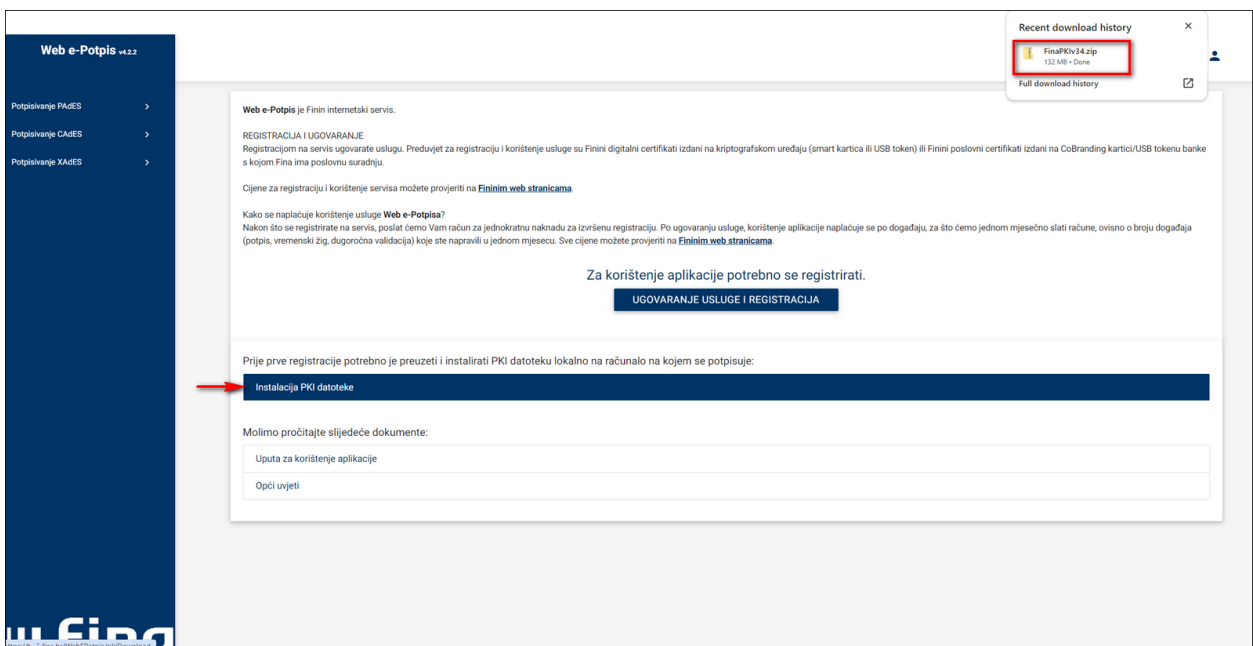 Recent download history
Web e-Potpis v4.2.2
FinaPKIv34.zip
132 MB • Done
Full download history
Potpisivanje PAdES
Potpisivanje CAdES
Potpisivanje XAdES
Web e-Potpis je Finin internetski servis.
REGISTRACIJA I UGOVARANJE
Registracijom na servis ugovarate uslugu. Preduvjet za registraciju i korištenje usluge su Finini digitalni certifikati izdani na kriptografskom uređaju (smart kartica ili USB token) ili Finini poslovni certifikati izdani na CoBranding kartici/USB tokenu banke
s kojom Fina ima poslovnu suradnju.
Cijene za registraciju i korištenje servisa možete provjeriti na Fininim web stranicama.
Kako se naplaćuje korištenje usluge Web e-Potpisa?
Nakon što se registrirate na servis, poslat ćemo Vam račun za jednokratnu naknadu za izvršenu registraciju. Po ugovaranju usluge, korištenje aplikacije naplaćuje se po događaju, za što ćemo jednom mjesečno slati račune, ovisno o broju događaja
(potpis, vremenski žig, dugoročna validacija) koje ste napravili u jednom mjesecu. Sve cijene možete provjeriti na Fininim web stranicama.
Za korištenje aplikacije potrebno se registrirati.
UGOVARANJE USLUGE I REGISTRACIJA
Prije prve registracije potrebno je preuzeti i instalirati PKI datoteku lokalno na računalo na kojem se potpisuje:
Instalacija PKI datoteke
Molimo pročitajte slijedeće dokumente:
Uputa za korištenje aplikacije
Opći uvjeti
Fina